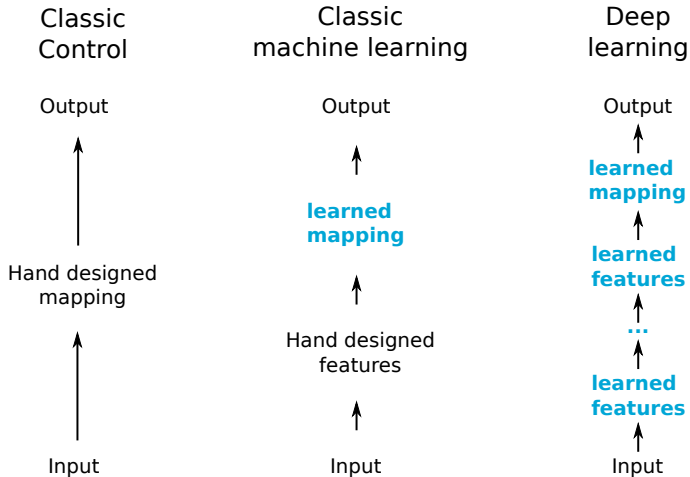 Classic
Control
Output
Hand designed
mapping
Input
Classic
machine learning
Output
learned
mapping
Hand designed
features
Input
Deep
learning
Output
learned
mapping
learned
features
...
learned
features
Input